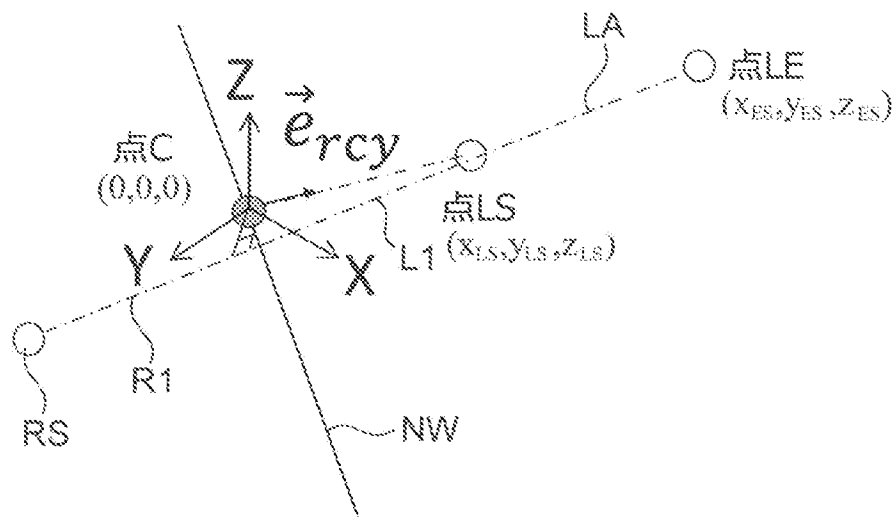 LA
点LE
(xES,yES,zES)
Z
e⃗rcy
点C
(0,0,0)
点LS
(xLS,yLS,zLS)
L1
Y
X
R1
RS
NW